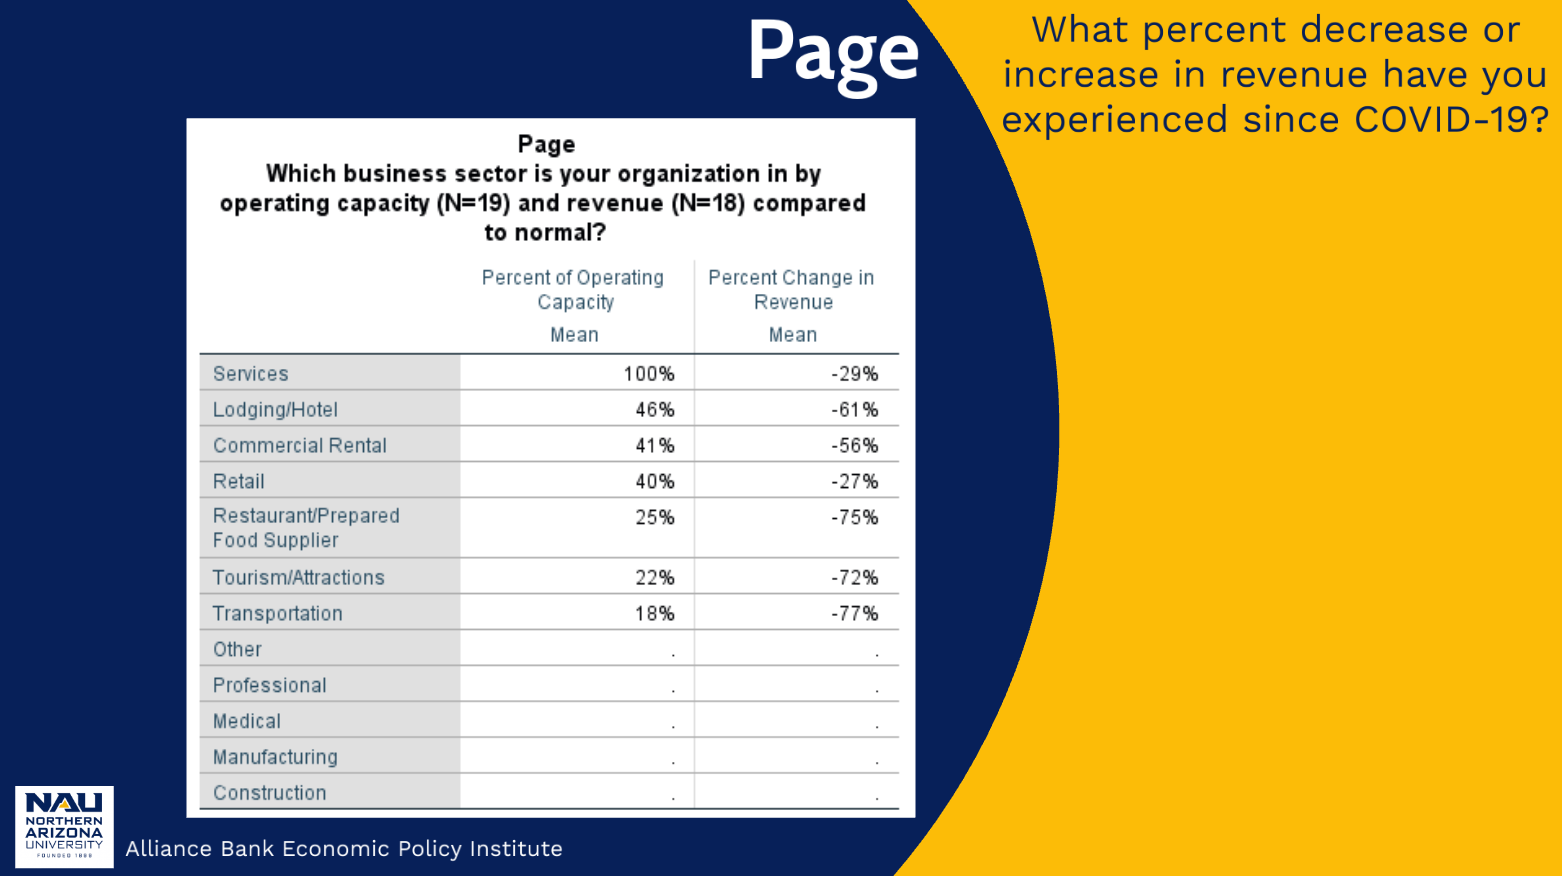 Page
What percent decrease or
increase in revenue have you
experienced since COVID-19?
Page
Which business sector is your organization in by
operating capacity (N=19) and revenue (N=18) compared
to normal?
Percent of Operating Capacity Percent Change in Revenue
Mean Mean
Services 100% -29%
Lodging/Hotel 46% -61%
Commercial Rental 41% -56%
Retail 40% -27%
Restaurant/Prepared Food Supplier 25% -75%
Tourism/Attractions 22% -72%
Transportation 18% -77%
Other . .
Professional . .
Medical . .
Manufacturing . .
Construction . .
NAU
NORTHERN
ARIZONA
UNIVERSITY
FOUNDED 1899
Alliance Bank Economic Policy Institute